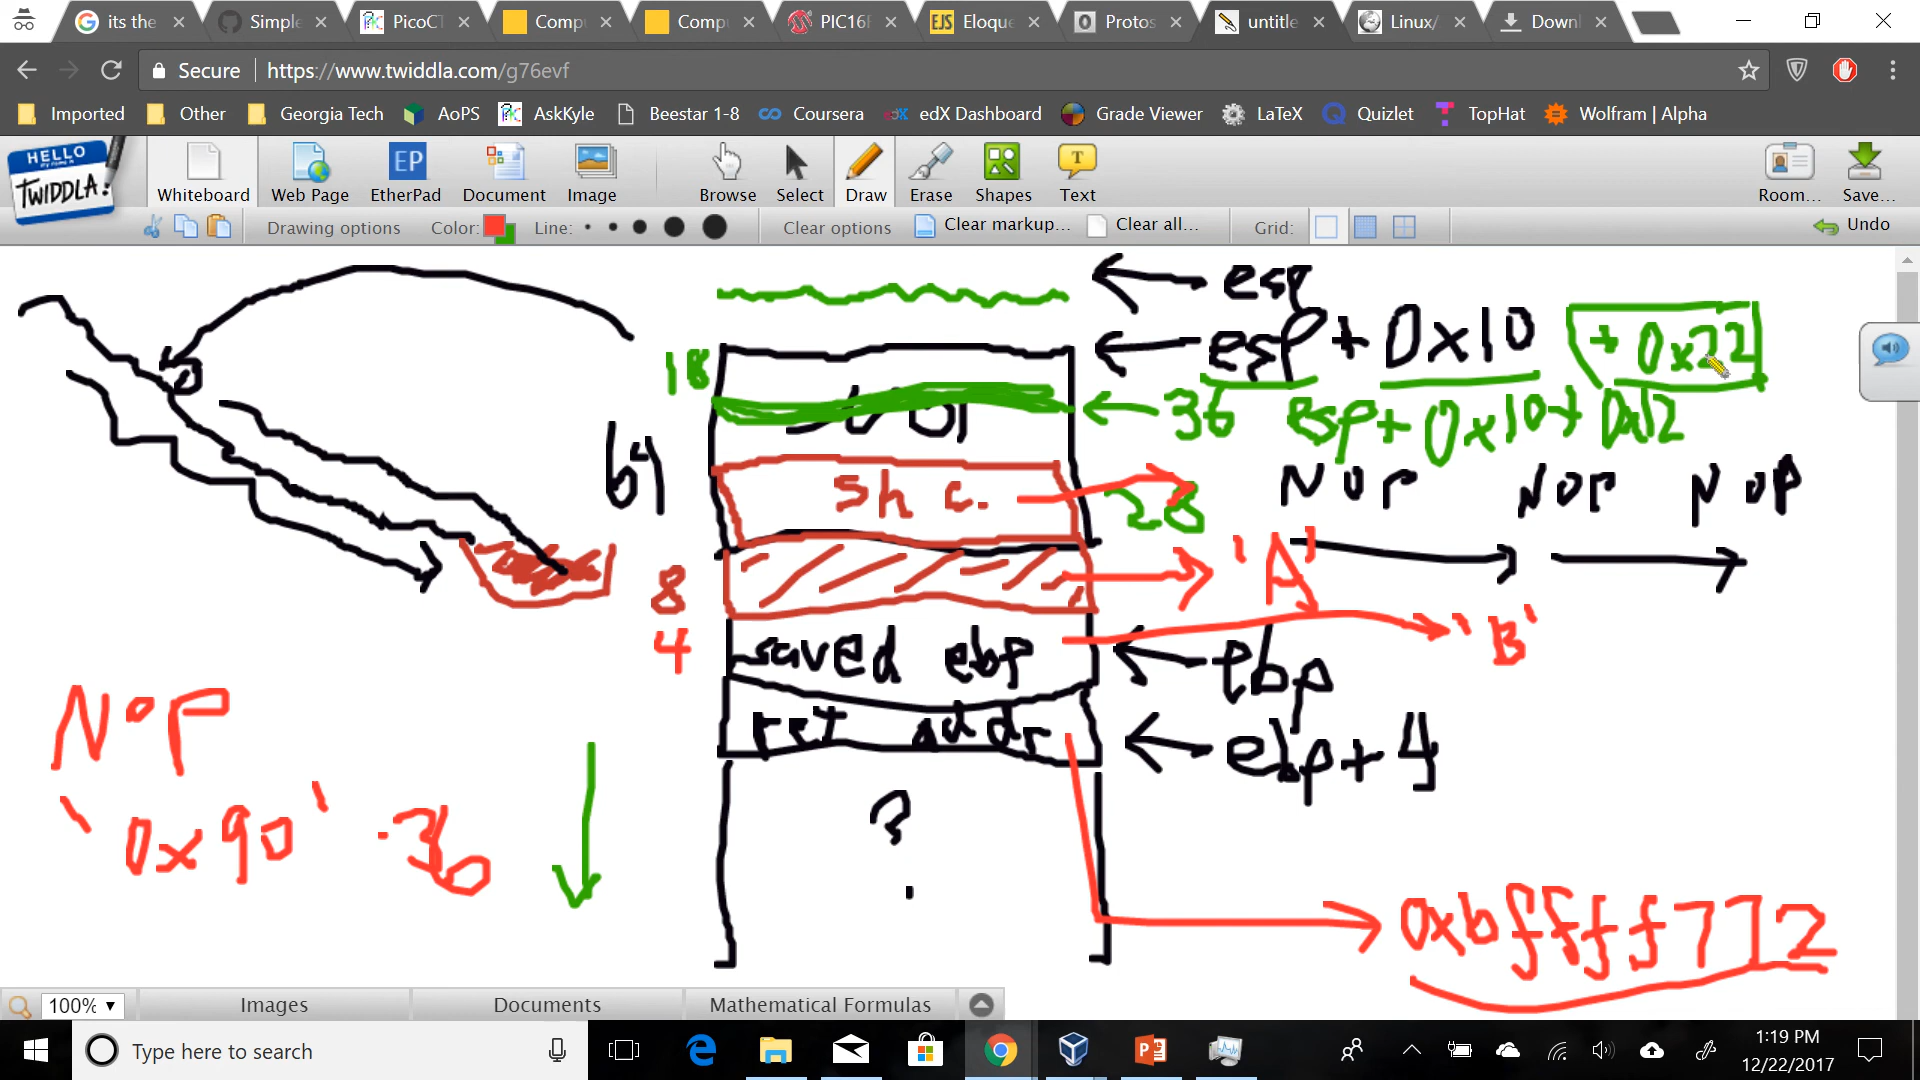 its the
Simple
PicoCT
Compu
Compu
PIC16F
Eloque
Protos
untitle
Linux/
Downl
Secure
https://www.twiddla.com/g76evf
Imported
Other
Georgia Tech
AoPS
AskKyle
Beestar 1-8
Coursera
edX Dashboard
Grade Viewer
LaTeX
Quizlet
TopHat
Wolfram | Alpha
HELLO
TWIDDLA!
EP
T
Whiteboard
Web Page
EtherPad
Document
Image
Browse
Select
Draw
Erase
Shapes
Text
Room...
Save...
Drawing options
Color:
Line:
Clear options
Clear markup...
Clear all...
Grid:
Undo
esp
esp + 0x10 + 0x22
18
36 esp + 0x10 + 0x12
64
sh c.
28
NOP NOP NOP
8
'A'
4
saved ebp
ebp
'B'
NOP
ret addr
ebp + 4
'0x90' · 36
?
0xbffff772
100%
Images
Documents
Mathematical Formulas
Type here to search
1:19 PM
12/22/2017